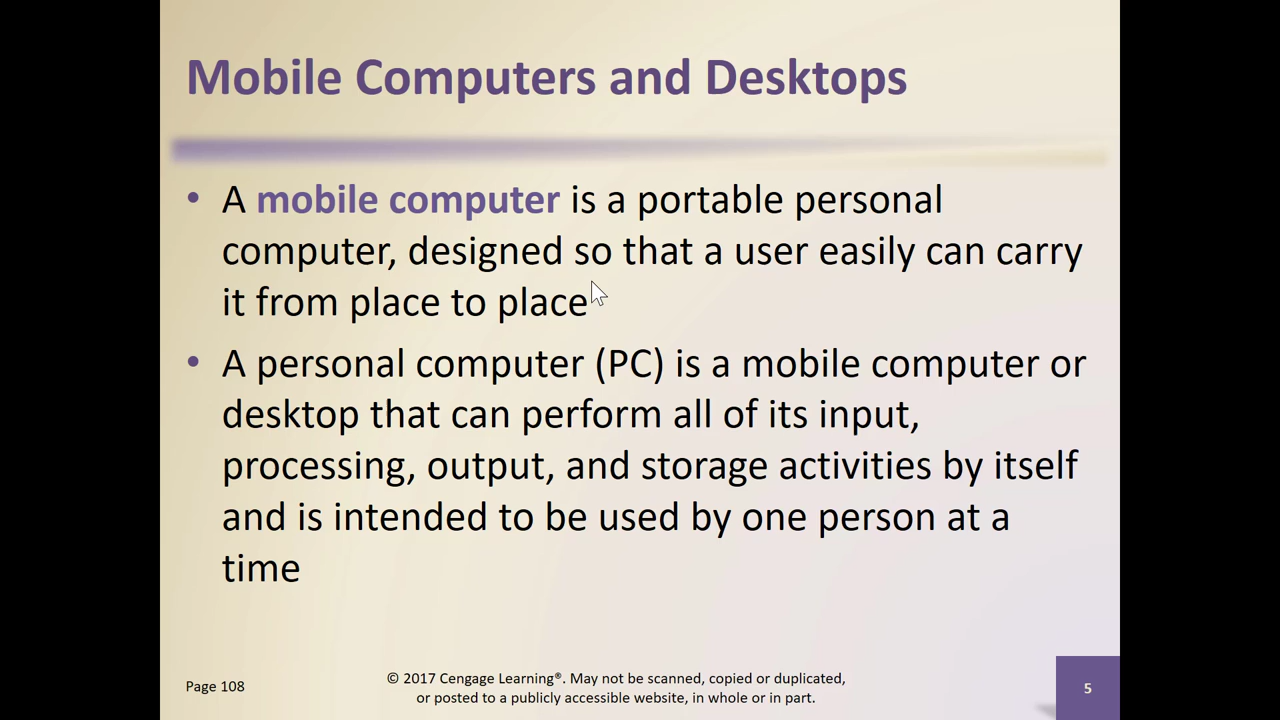 Mobile Computers and Desktops
• A mobile computer is a portable personal
computer, designed so that a user easily can carry
it from place to place
• A personal computer (PC) is a mobile computer or
desktop that can perform all of its input,
processing, output, and storage activities by itself
and is intended to be used by one person at a
time
Page 108
© 2017 Cengage Learning®. May not be scanned, copied or duplicated,
or posted to a publicly accessible website, in whole or in part.
5